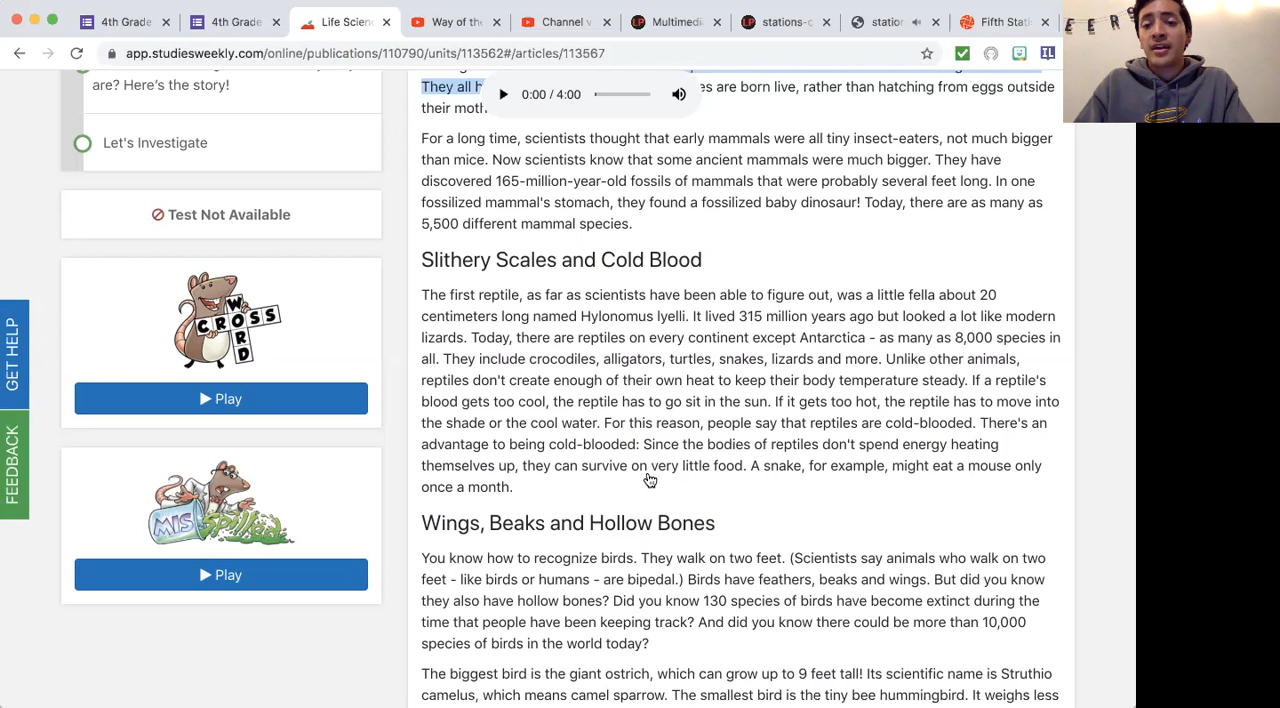 4th Grade
4th Grade
Life Scienc
Way of the
Channel v
Multimedi
stations-c
station
Fifth Stati
app.studiesweekly.com/online/publications/110790/units/113562#/articles/113567
IL
E E R S
are? Here's the story!
Let's Investigate
Test Not Available
CROSS
WORD
Play
MIS Spilled
Play
GET HELP
FEEDBACK
They all h
0:00 / 4:00
es are born live, rather than hatching from eggs outside
their moth
For a long time, scientists thought that early mammals were all tiny insect-eaters, not much bigger
than mice. Now scientists know that some ancient mammals were much bigger. They have
discovered 165-million-year-old fossils of mammals that were probably several feet long. In one
fossilized mammal's stomach, they found a fossilized baby dinosaur! Today, there are as many as
5,500 different mammal species.
Slithery Scales and Cold Blood
The first reptile, as far as scientists have been able to figure out, was a little fella about 20
centimeters long named Hylonomus lyelli. It lived 315 million years ago but looked a lot like modern
lizards. Today, there are reptiles on every continent except Antarctica - as many as 8,000 species in
all. They include crocodiles, alligators, turtles, snakes, lizards and more. Unlike other animals,
reptiles don't create enough of their own heat to keep their body temperature steady. If a reptile's
blood gets too cool, the reptile has to go sit in the sun. If it gets too hot, the reptile has to move into
the shade or the cool water. For this reason, people say that reptiles are cold-blooded. There's an
advantage to being cold-blooded: Since the bodies of reptiles don't spend energy heating
themselves up, they can survive on very little food. A snake, for example, might eat a mouse only
once a month.
Wings, Beaks and Hollow Bones
You know how to recognize birds. They walk on two feet. (Scientists say animals who walk on two
feet - like birds or humans - are bipedal.) Birds have feathers, beaks and wings. But did you know
they also have hollow bones? Did you know 130 species of birds have become extinct during the
time that people have been keeping track? And did you know there could be more than 10,000
species of birds in the world today?
The biggest bird is the giant ostrich, which can grow up to 9 feet tall! Its scientific name is Struthio
camelus, which means camel sparrow. The smallest bird is the tiny bee hummingbird. It weighs less